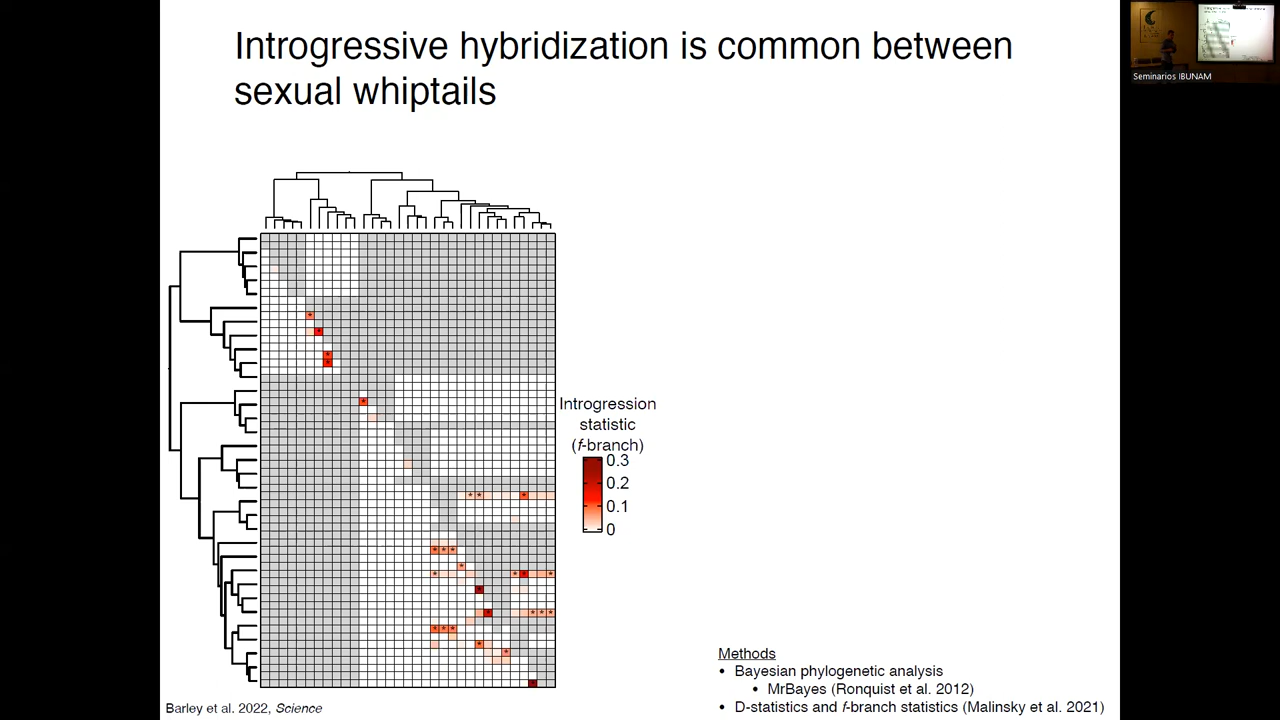 Introgressive hybridization is common between
sexual whiptails
Seminarios IBUNAM
Introgression
statistic
(f-branch)
0.3
0.2
0.1
0
Methods
• Bayesian phylogenetic analysis
• MrBayes (Ronquist et al. 2012)
• D-statistics and f-branch statistics (Malinsky et al. 2021)
Barley et al. 2022, Science